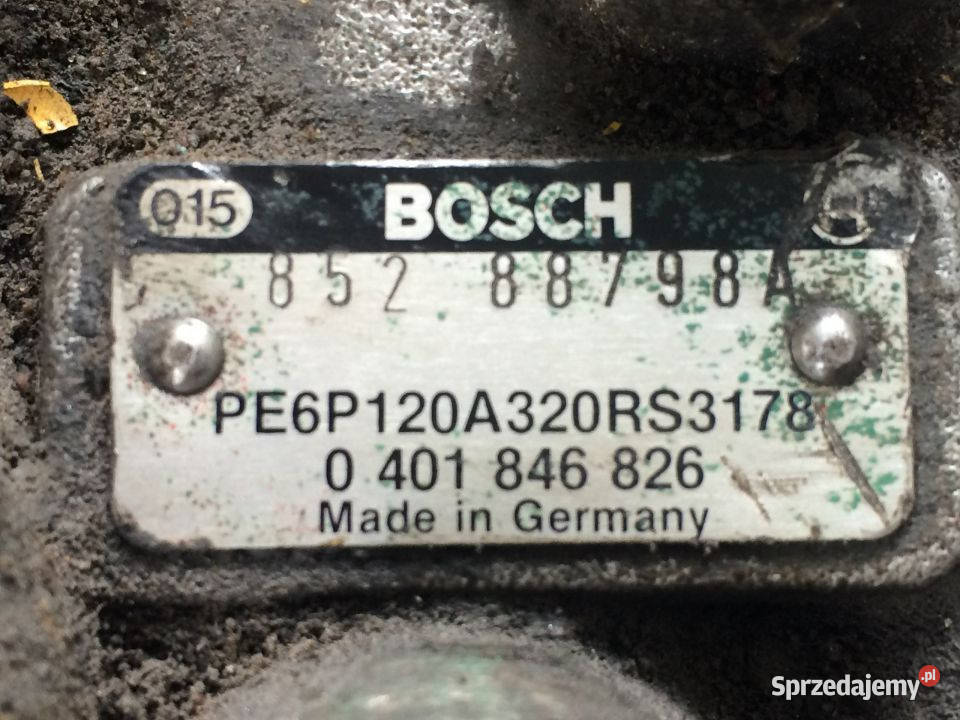 015 BOSCH
852 88798A
PE6P120A320RS3178
0 401 846 826
Made in Germany
Sprzedajemy.pl